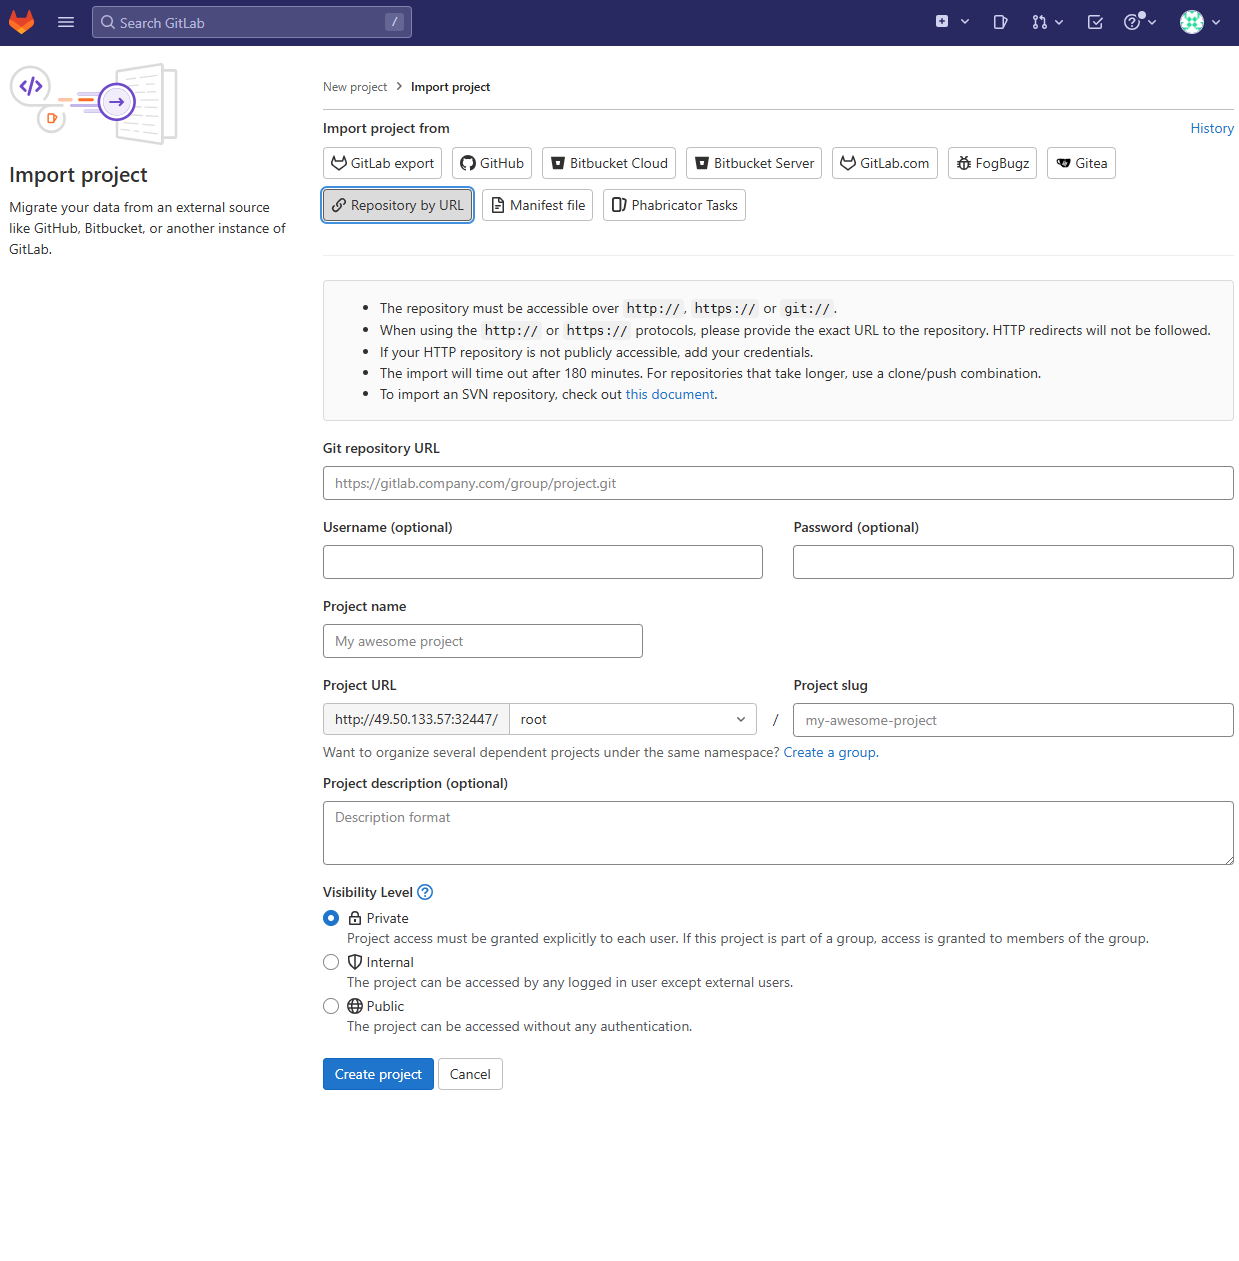 Search GitLab
/
Import project
Migrate your data from an external source
like GitHub, Bitbucket, or another instance of
GitLab.
New project > Import project
Import project from
History
GitLab export
GitHub
Bitbucket Cloud
Bitbucket Server
GitLab.com
FogBugz
Gitea
Repository by URL
Manifest file
Phabricator Tasks
• The repository must be accessible over http://, https:// or git://.
• When using the http:// or https:// protocols, please provide the exact URL to the repository. HTTP redirects will not be followed.
• If your HTTP repository is not publicly accessible, add your credentials.
• The import will time out after 180 minutes. For repositories that take longer, use a clone/push combination.
• To import an SVN repository, check out this document.
Git repository URL
https://gitlab.company.com/group/project.git
Username (optional)
Password (optional)
Project name
My awesome project
Project URL
Project slug
http://49.50.133.57:32447/
root
/
my-awesome-project
Want to organize several dependent projects under the same namespace? Create a group.
Project description (optional)
Description format
Visibility Level
Private
Project access must be granted explicitly to each user. If this project is part of a group, access is granted to members of the group.
Internal
The project can be accessed by any logged in user except external users.
Public
The project can be accessed without any authentication.
Create project
Cancel